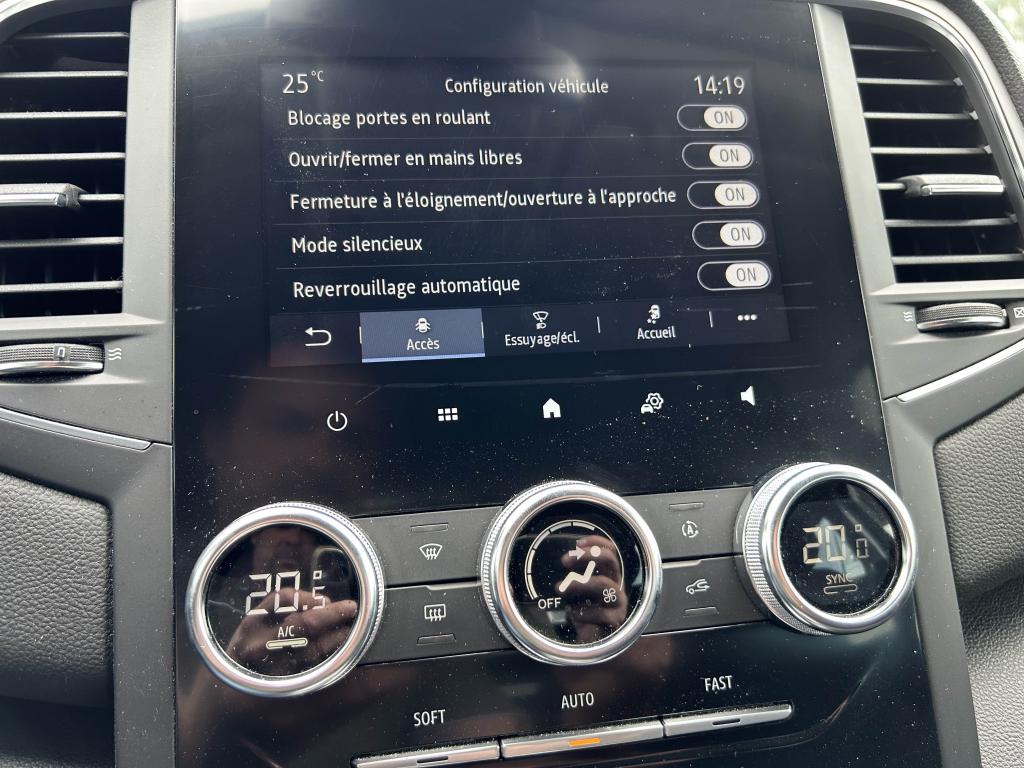 25°C Configuration véhicule 14:19
Blocage portes en roulant ON
Ouvrir/fermer en mains libres ON
Fermeture à l'éloignement/ouverture à l'approche ON
Mode silencieux ON
Reverrouillage automatique ON
Accès Essuyage/écl. Accueil •••
20.5° A/C
OFF
20.0° SYNC
SOFT AUTO FAST